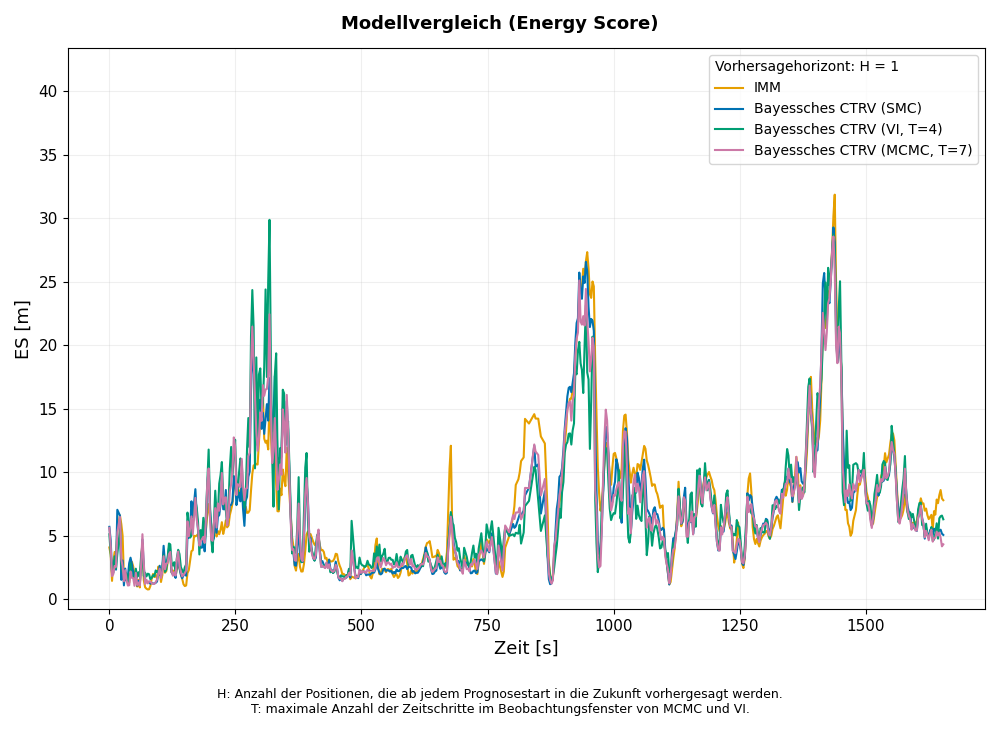 Modellvergleich (Energy Score)
Vorhersagehorizont: H = 1
IMM
Bayessches CTRV (SMC)
Bayessches CTRV (VI, T=4)
Bayessches CTRV (MCMC, T=7)
ES [m]
40
35
30
25
20
15
10
5
0
0 250 500 750 1000 1250 1500
Zeit [s]
H: Anzahl der Positionen, die ab jedem Prognosestart in die Zukunft vorhergesagt werden.
T: maximale Anzahl der Zeitschritte im Beobachtungsfenster von MCMC und VI.